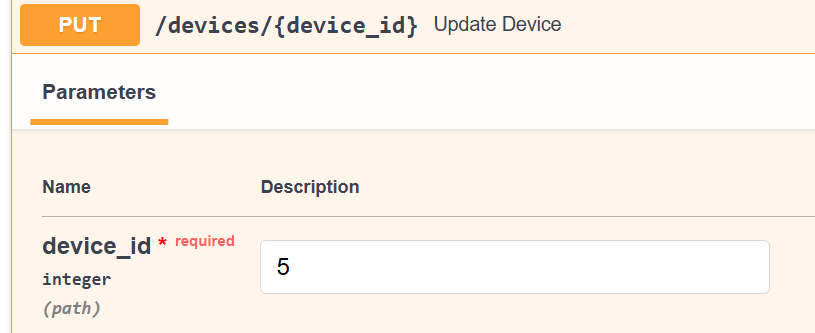 PUT /devices/{device_id} Update Device
Parameters
Name Description
device_id * required
5
integer
(path)